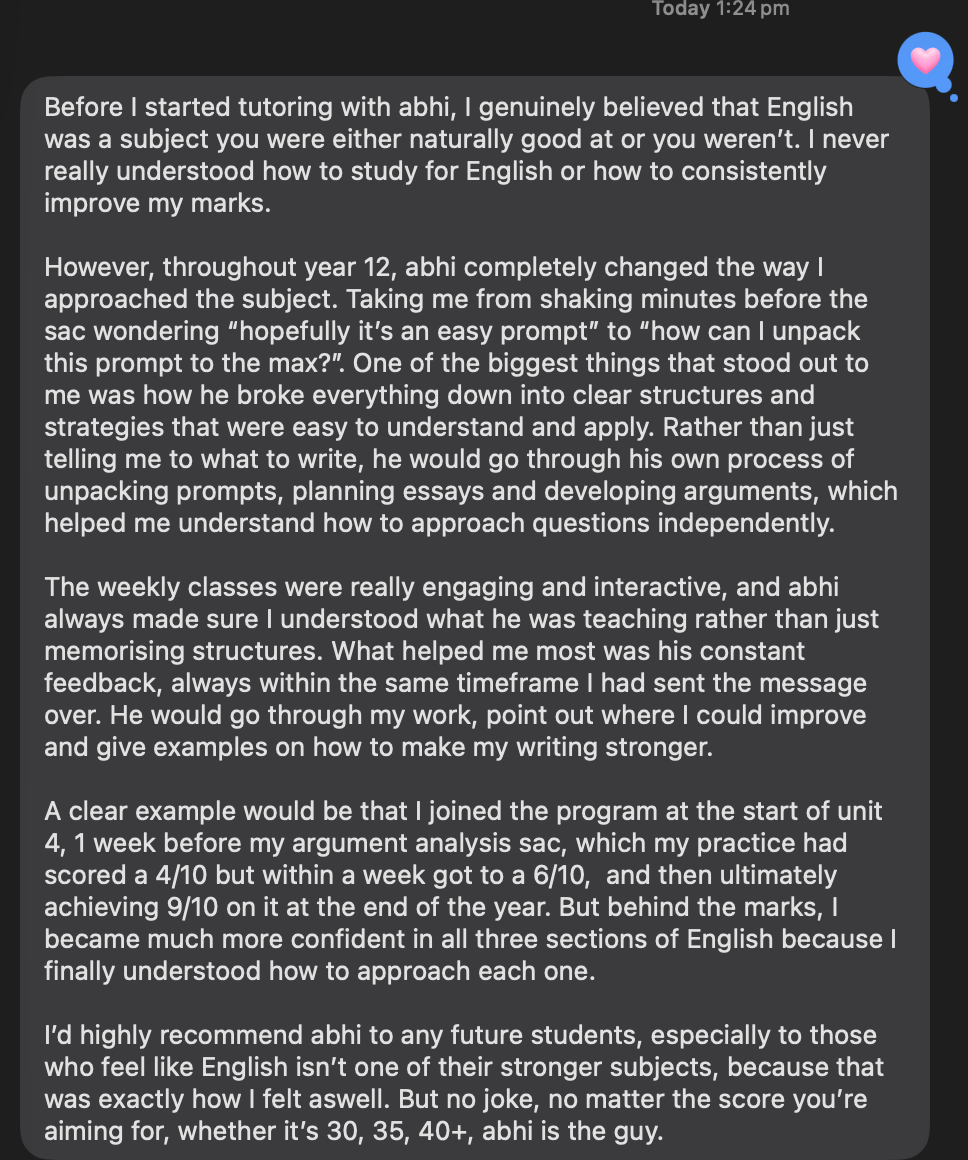 Today 1:24 pm
Before I started tutoring with abhi, I genuinely believed that English
was a subject you were either naturally good at or you weren’t. I never
really understood how to study for English or how to consistently
improve my marks.
However, throughout year 12, abhi completely changed the way I
approached the subject. Taking me from shaking minutes before the
sac wondering “hopefully it’s an easy prompt” to “how can I unpack
this prompt to the max?”. One of the biggest things that stood out to
me was how he broke everything down into clear structures and
strategies that were easy to understand and apply. Rather than just
telling me to what to write, he would go through his own process of
unpacking prompts, planning essays and developing arguments, which
helped me understand how to approach questions independently.
The weekly classes were really engaging and interactive, and abhi
always made sure I understood what he was teaching rather than just
memorising structures. What helped me most was his constant
feedback, always within the same timeframe I had sent the message
over. He would go through my work, point out where I could improve
and give examples on how to make my writing stronger.
A clear example would be that I joined the program at the start of unit
4, 1 week before my argument analysis sac, which my practice had
scored a 4/10 but within a week got to a 6/10,  and then ultimately
achieving 9/10 on it at the end of the year. But behind the marks, I
became much more confident in all three sections of English because I
finally understood how to approach each one.
I’d highly recommend abhi to any future students, especially to those
who feel like English isn’t one of their stronger subjects, because that
was exactly how I felt aswell. But no joke, no matter the score you’re
aiming for, whether it’s 30, 35, 40+, abhi is the guy.